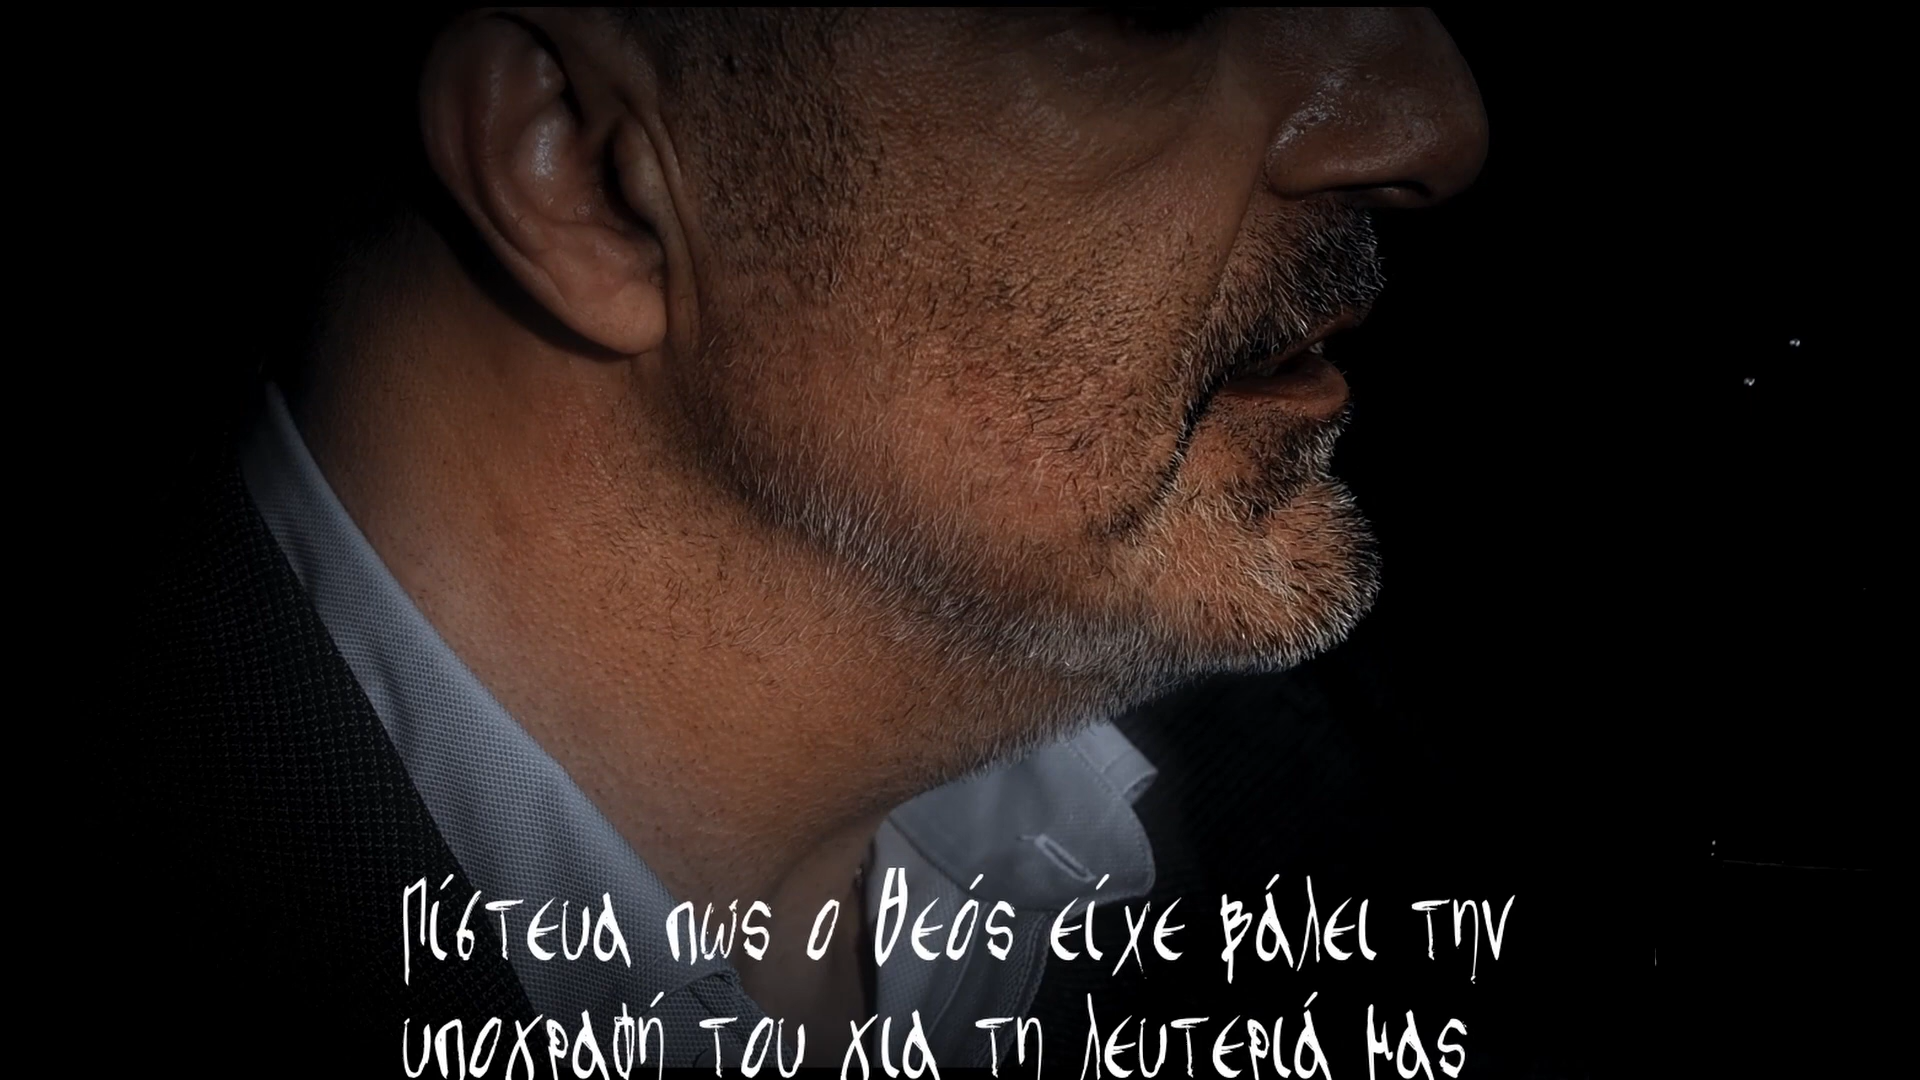 Πίστευα πως ο θεός είχε βάλει την
υπογραφή του για τη λευτεριά μας